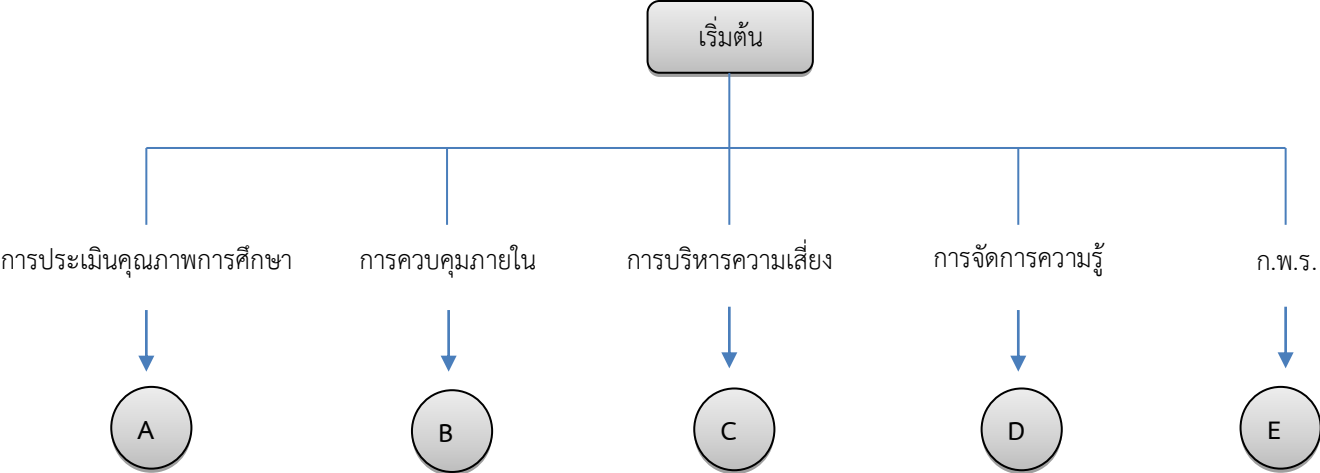 เริ่มต้น
การประเมินคุณภาพการศึกษา
การควบคุมภายใน
การบริหารความเสี่ยง
การจัดการความรู้
ก.พ.ร.
A
B
C
D
E